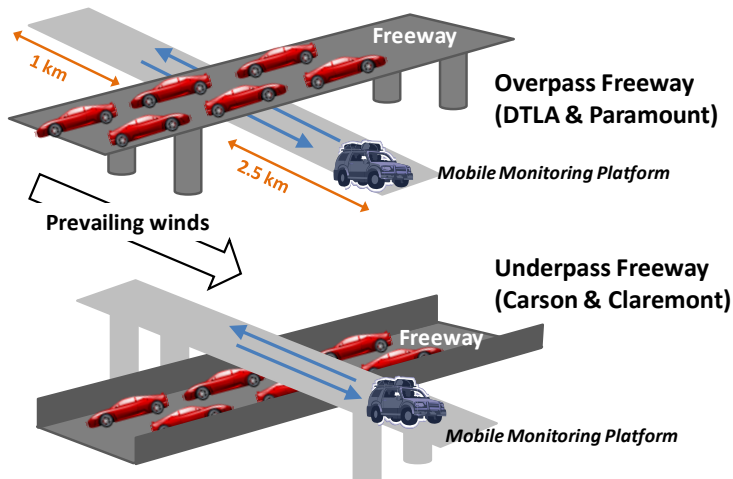 Freeway
1 km
Overpass Freeway
(DTLA & Paramount)
2.5 km
Mobile Monitoring Platform
Prevailing winds
Underpass Freeway
(Carson & Claremont)
Freeway
Mobile Monitoring Platform